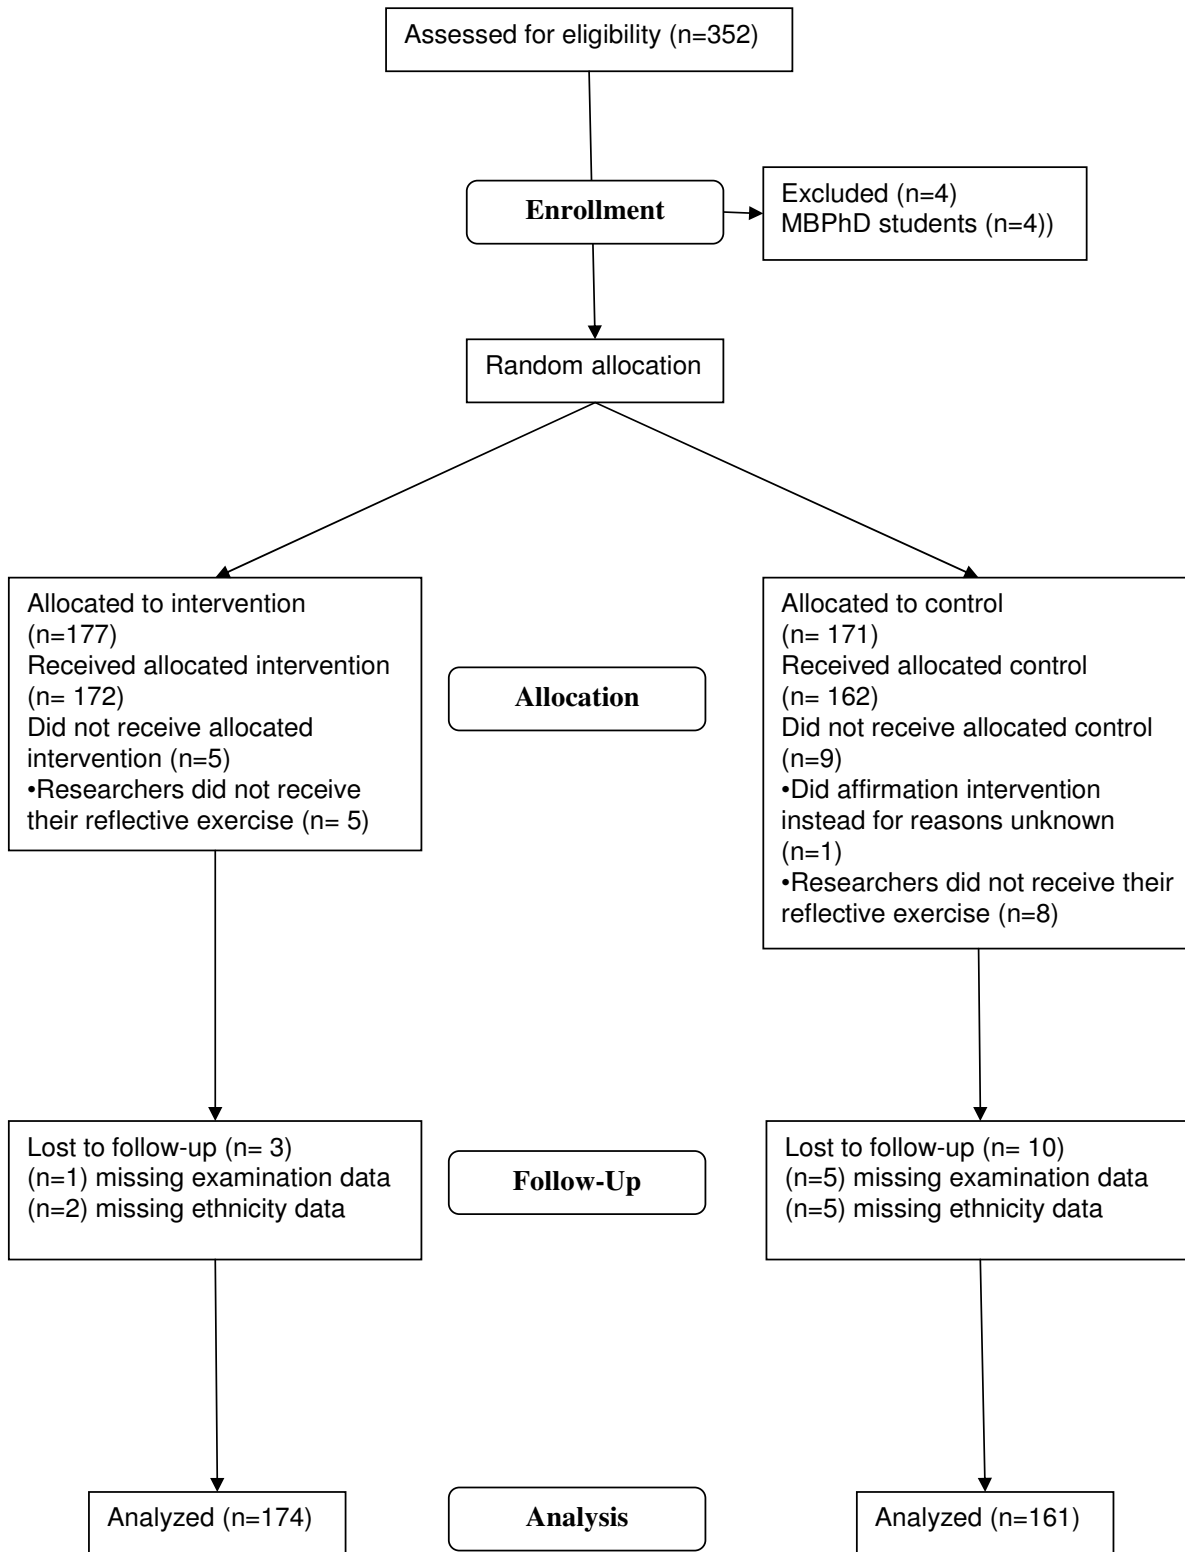 Assessed for eligibility (n=352)
Enrollment
Excluded (n=4)
MBPhD students (n=4))
Random allocation
Allocated to intervention
(n=177)
Received allocated intervention
(n= 172)
Did not receive allocated
intervention (n=5)
•Researchers did not receive
their reflective exercise (n= 5)
Allocation
Allocated to control
(n= 171)
Received allocated control
(n= 162)
Did not receive allocated control
(n=9)
•Did affirmation intervention
instead for reasons unknown
(n=1)
•Researchers did not receive their
reflective exercise (n=8)
Lost to follow-up (n= 3)
(n=1) missing examination data
(n=2) missing ethnicity data
Follow-Up
Lost to follow-up (n= 10)
(n=5) missing examination data
(n=5) missing ethnicity data
Analyzed (n=174)
Analysis
Analyzed (n=161)